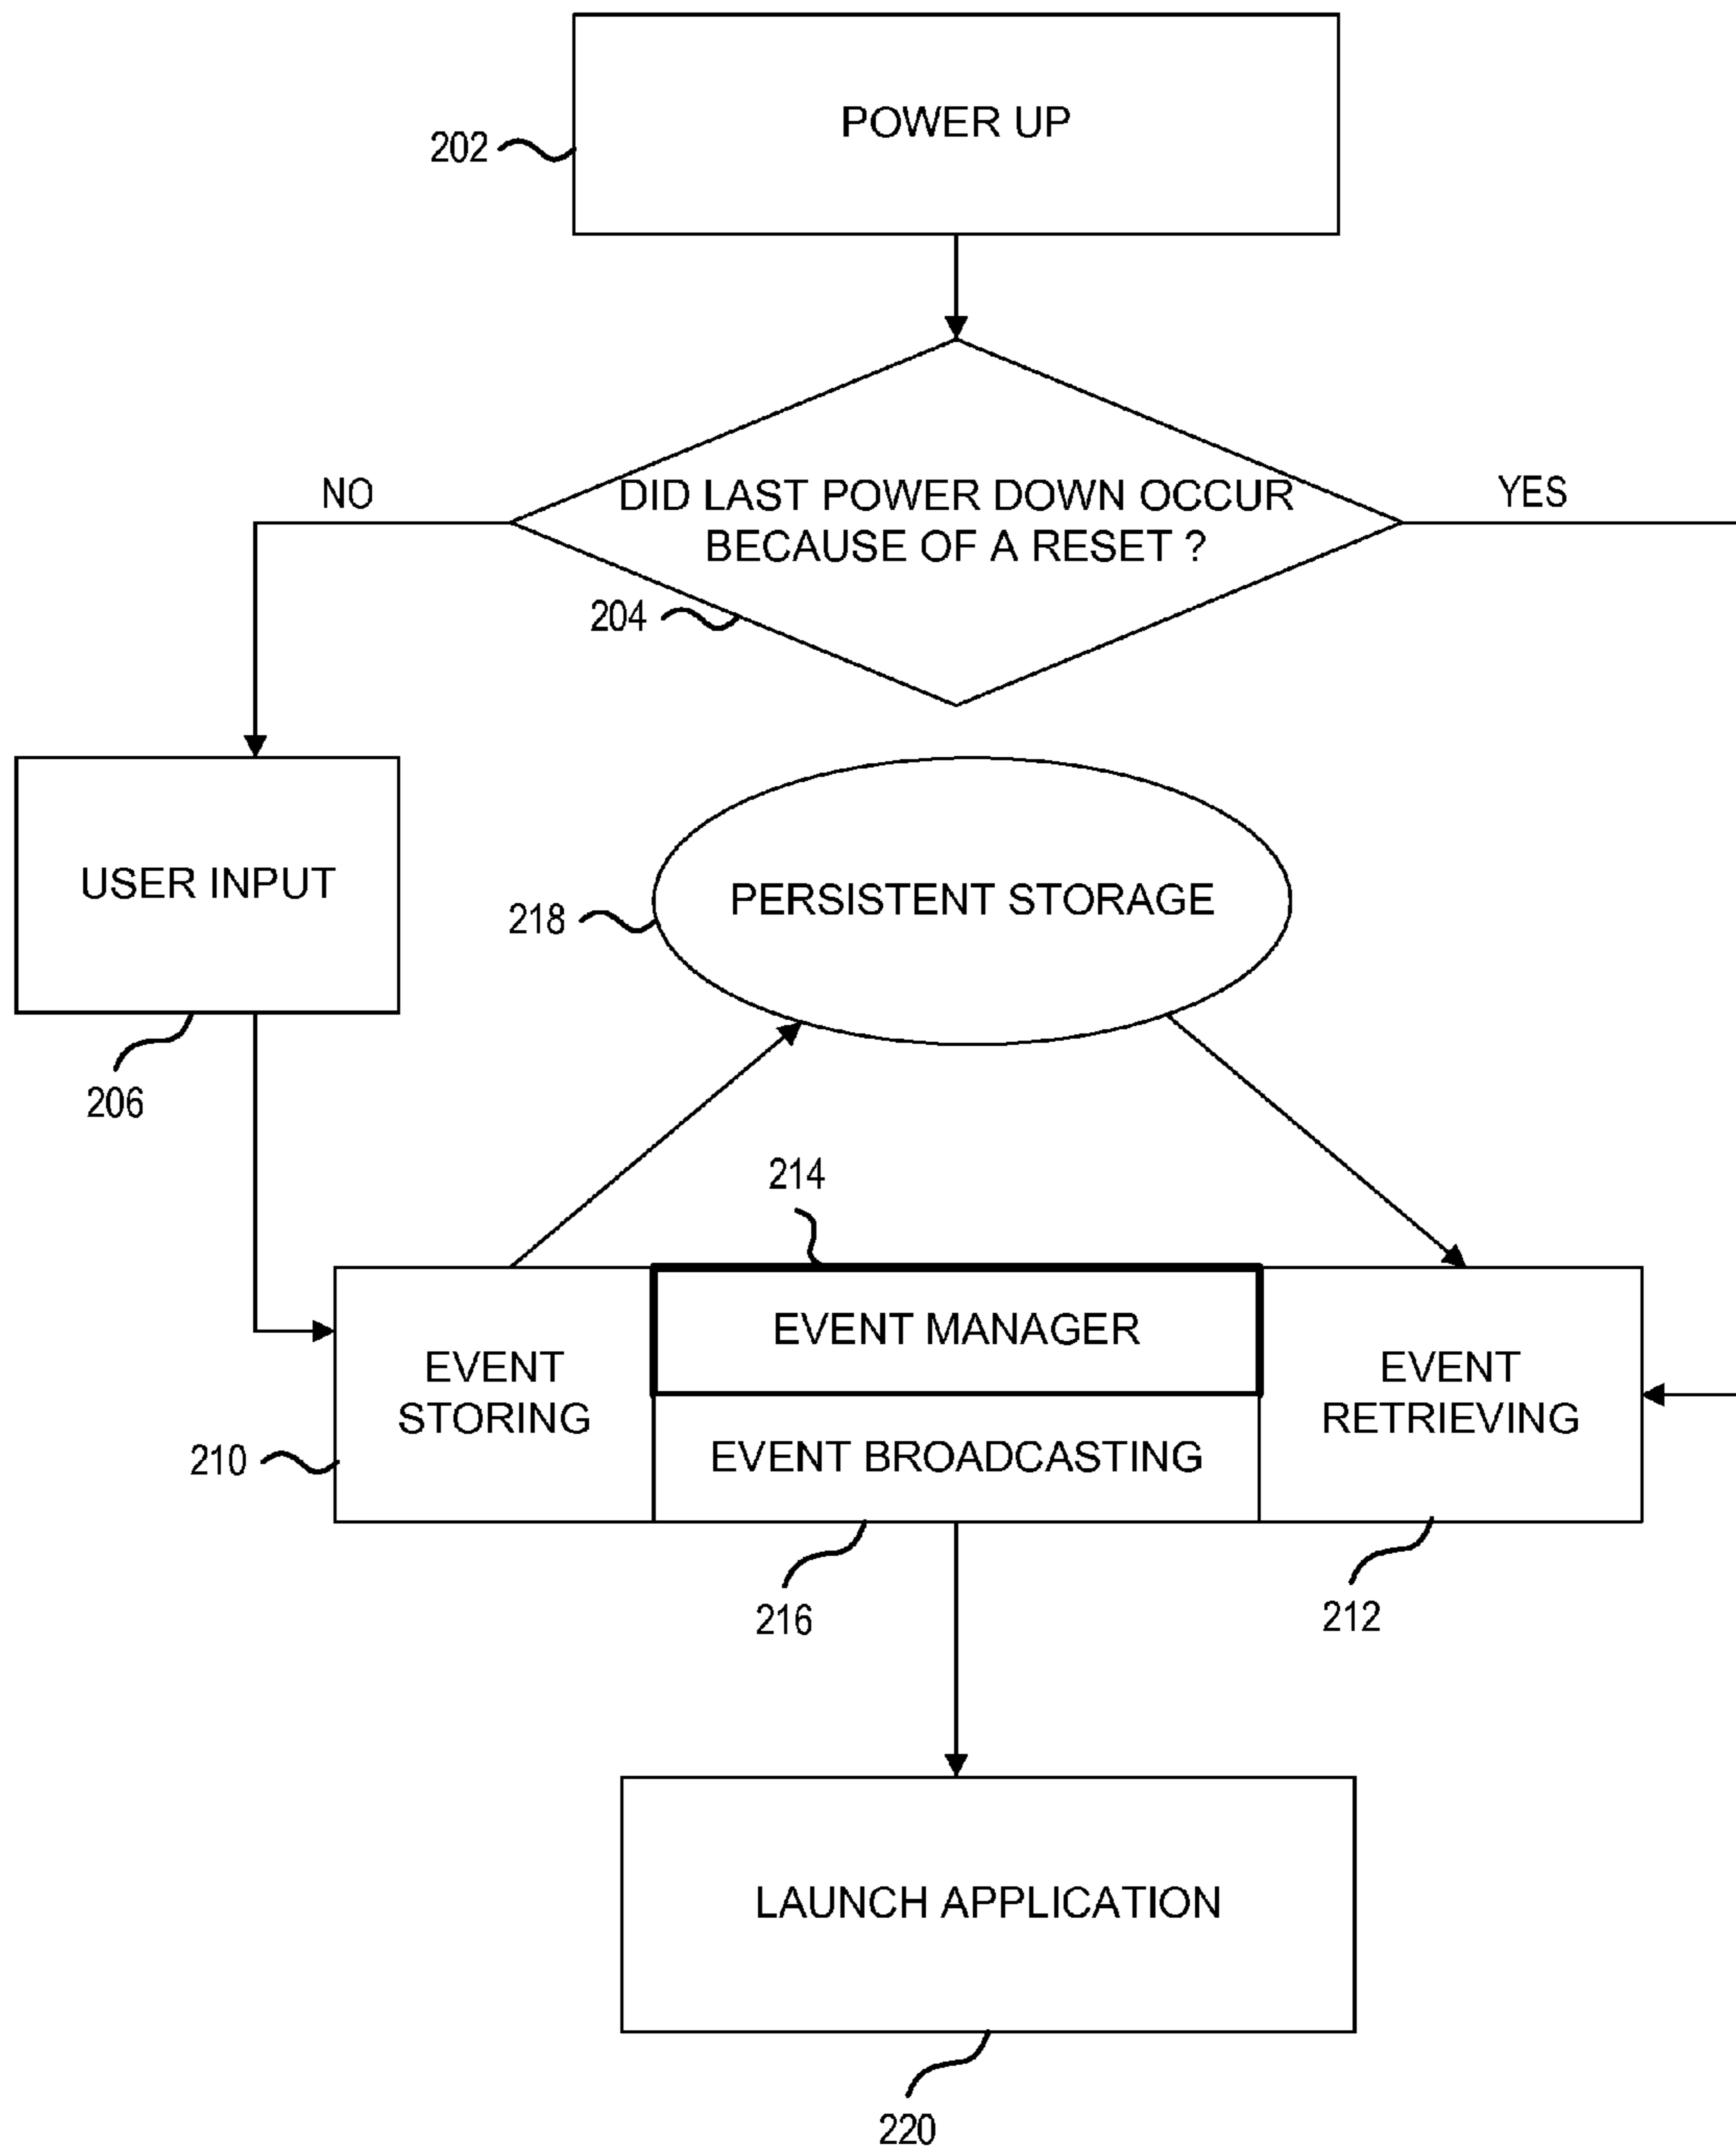 POWER UP
202
DID LAST POWER DOWN OCCUR
BECAUSE OF A RESET ?
NO
YES
204
USER INPUT
206
PERSISTENT STORAGE
218
214
EVENT MANAGER
EVENT
STORING
210
EVENT BROADCASTING
216
EVENT
RETRIEVING
212
LAUNCH APPLICATION
220